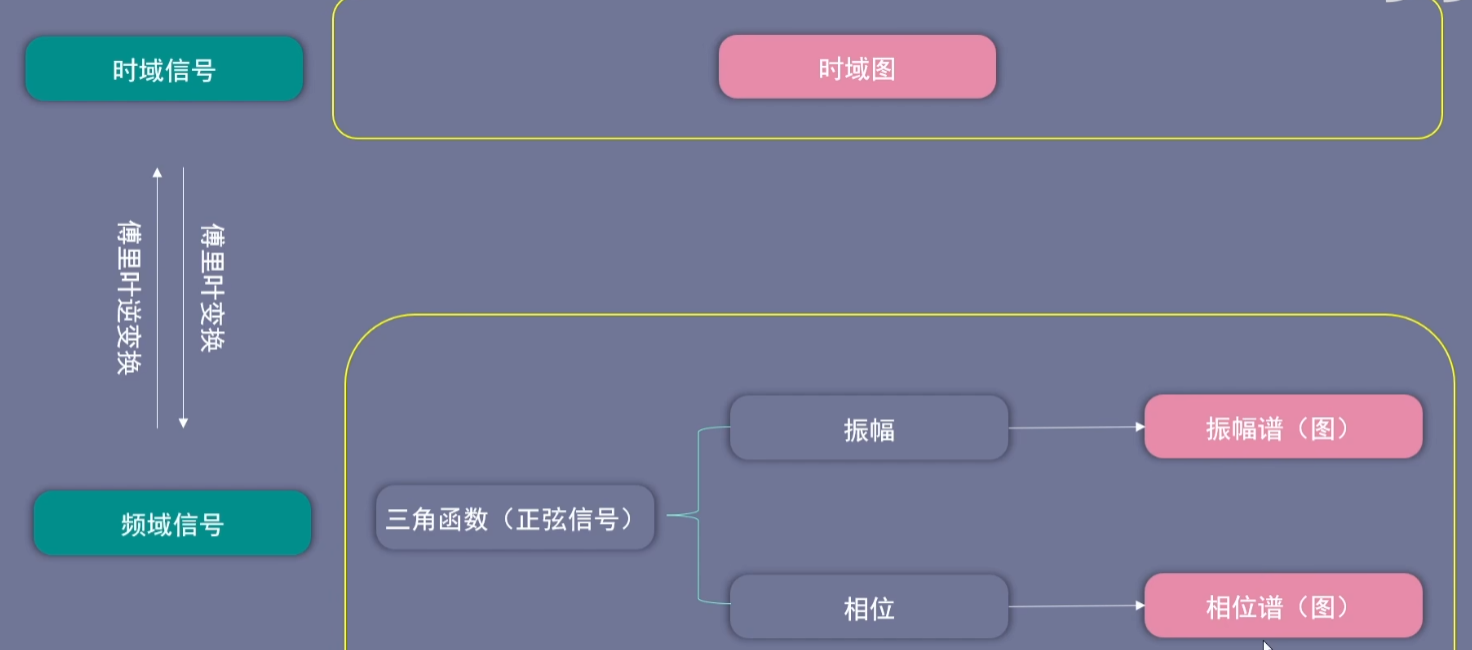 时域信号
时域图
傅里叶逆变换
傅里叶变换
振幅
振幅谱（图）
频域信号
三角函数（正弦信号）
相位
相位谱（图）